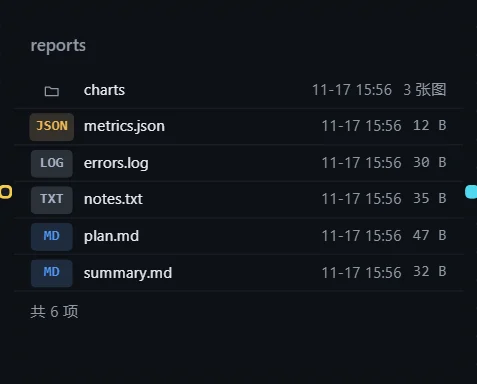 reports
charts 11-17 15:56 3 张图
JSON metrics.json 11-17 15:56 12 B
LOG errors.log 11-17 15:56 30 B
TXT notes.txt 11-17 15:56 35 B
MD plan.md 11-17 15:56 47 B
MD summary.md 11-17 15:56 32 B
共 6 项